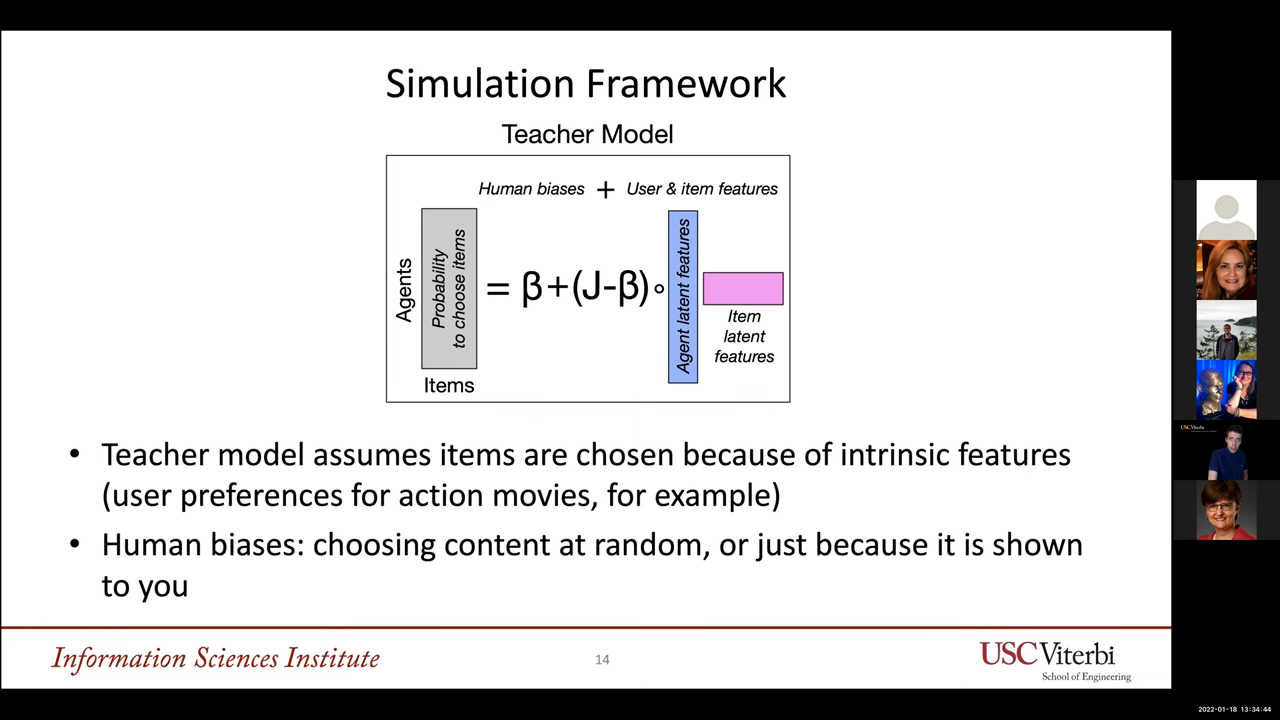 Simulation Framework
Teacher Model
Human biases + User & item features
Agents
Probability
to choose items
= β+(J-β)∘
Agent latent features
Item
latent
features
Items
• Teacher model assumes items are chosen because of intrinsic features
(user preferences for action movies, for example)
• Human biases: choosing content at random, or just because it is shown
to you
Information Sciences Institute
14
USC Viterbi
School of Engineering
USC Viterbi
2022-01-18 13:34:44